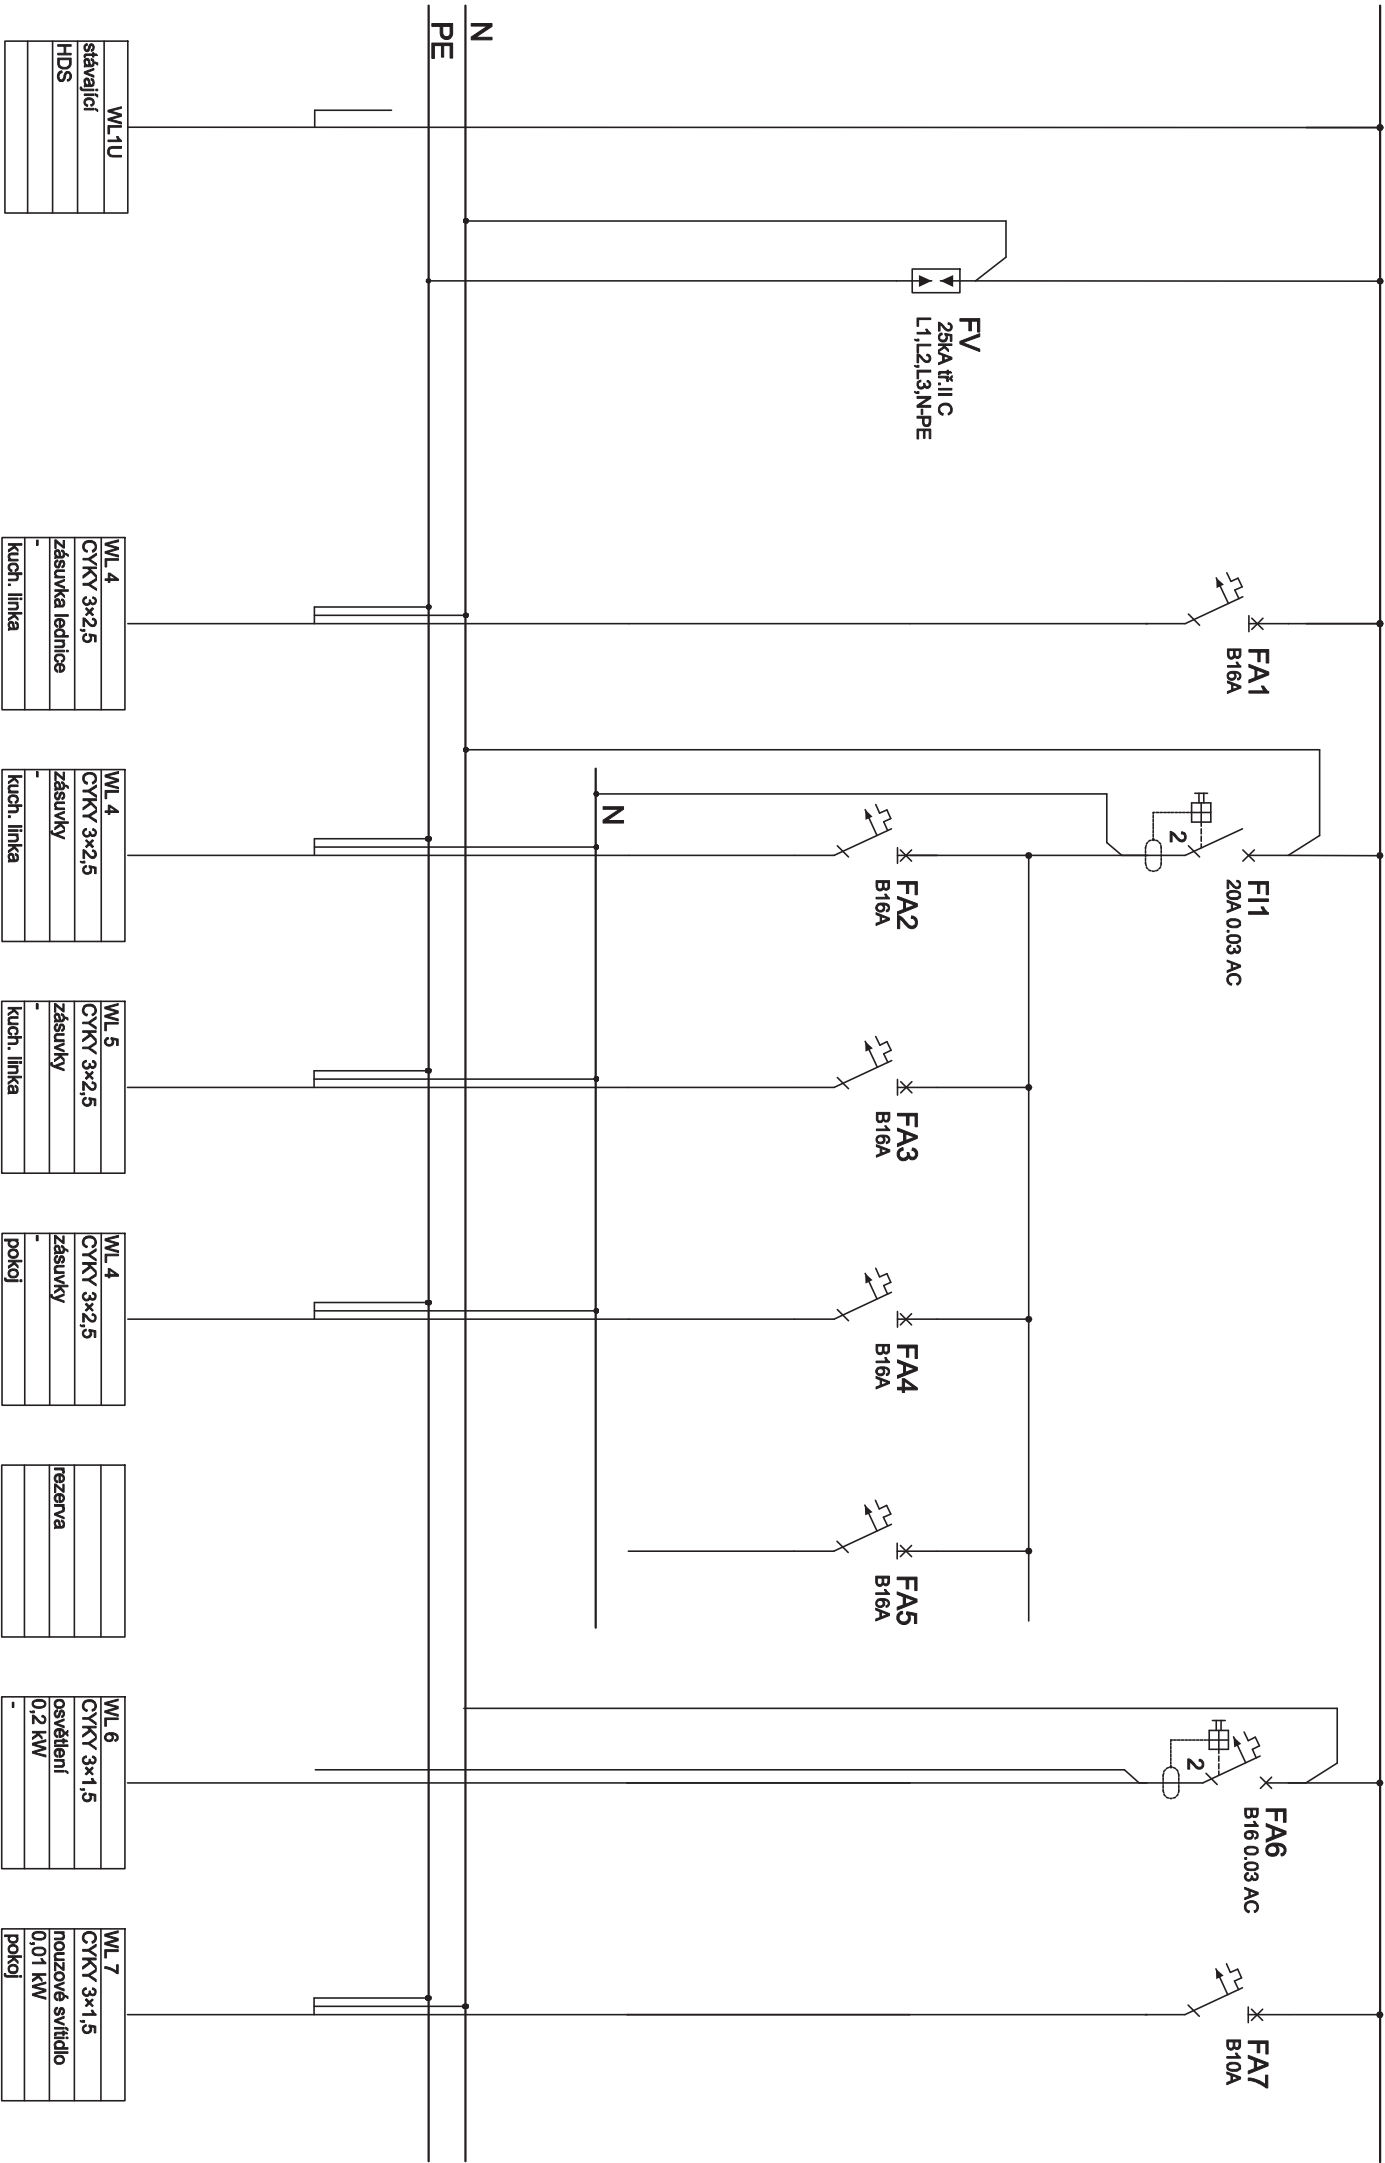 N
PE
FV
25kA tř.II C
L1,L2,L3,N-PE
FA1
B16A
FI1
20A 0.03 AC
2
N
FA2
B16A
FA3
B16A
FA4
B16A
FA5
B16A
FA6
B16 0.03 AC
2
FA7
B10A
WL1U
stávající
HDS
WL 4
CYKY 3×2,5
zásuvka lednice
-
kuch. linka
WL 4
CYKY 3×2,5
zásuvky
-
kuch. linka
WL 5
CYKY 3×2,5
zásuvky
-
kuch. linka
WL 4
CYKY 3×2,5
zásuvky
-
pokoj
rezerva
WL 6
CYKY 3×1,5
osvětlení
0,2 kW
-
WL 7
CYKY 3×1,5
nouzové svítidlo
0,01 kW
pokoj